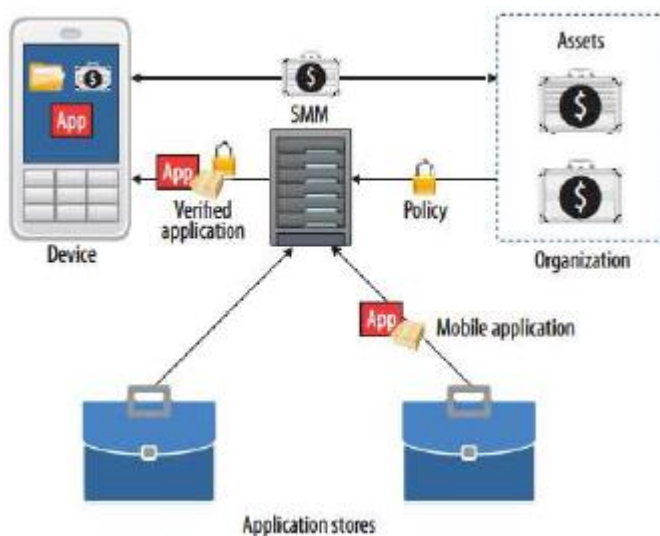 Assets
$
$
SMM
$
App
$
App
Verified
application
Policy
Device
Organization
App
Mobile application
Application stores